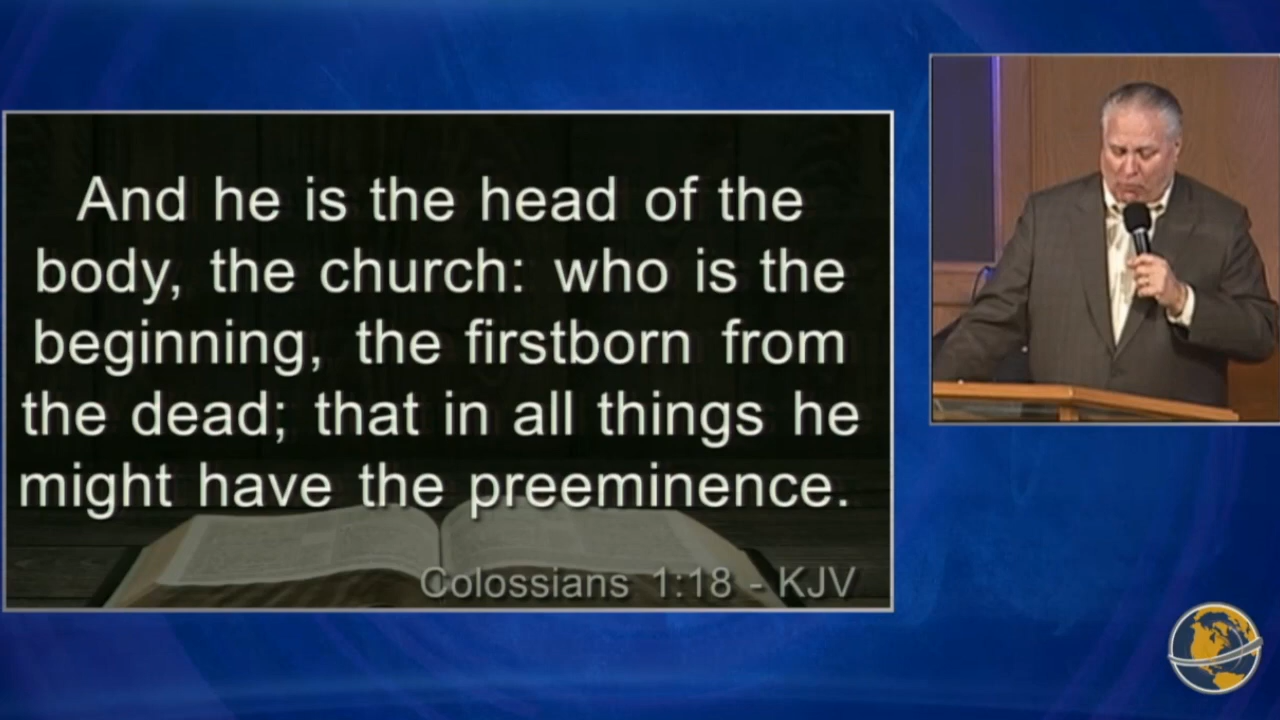 And he is the head of the
body, the church: who is the
beginning, the firstborn from
the dead; that in all things he
might have the preeminence.
Colossians 1:18 - KJV